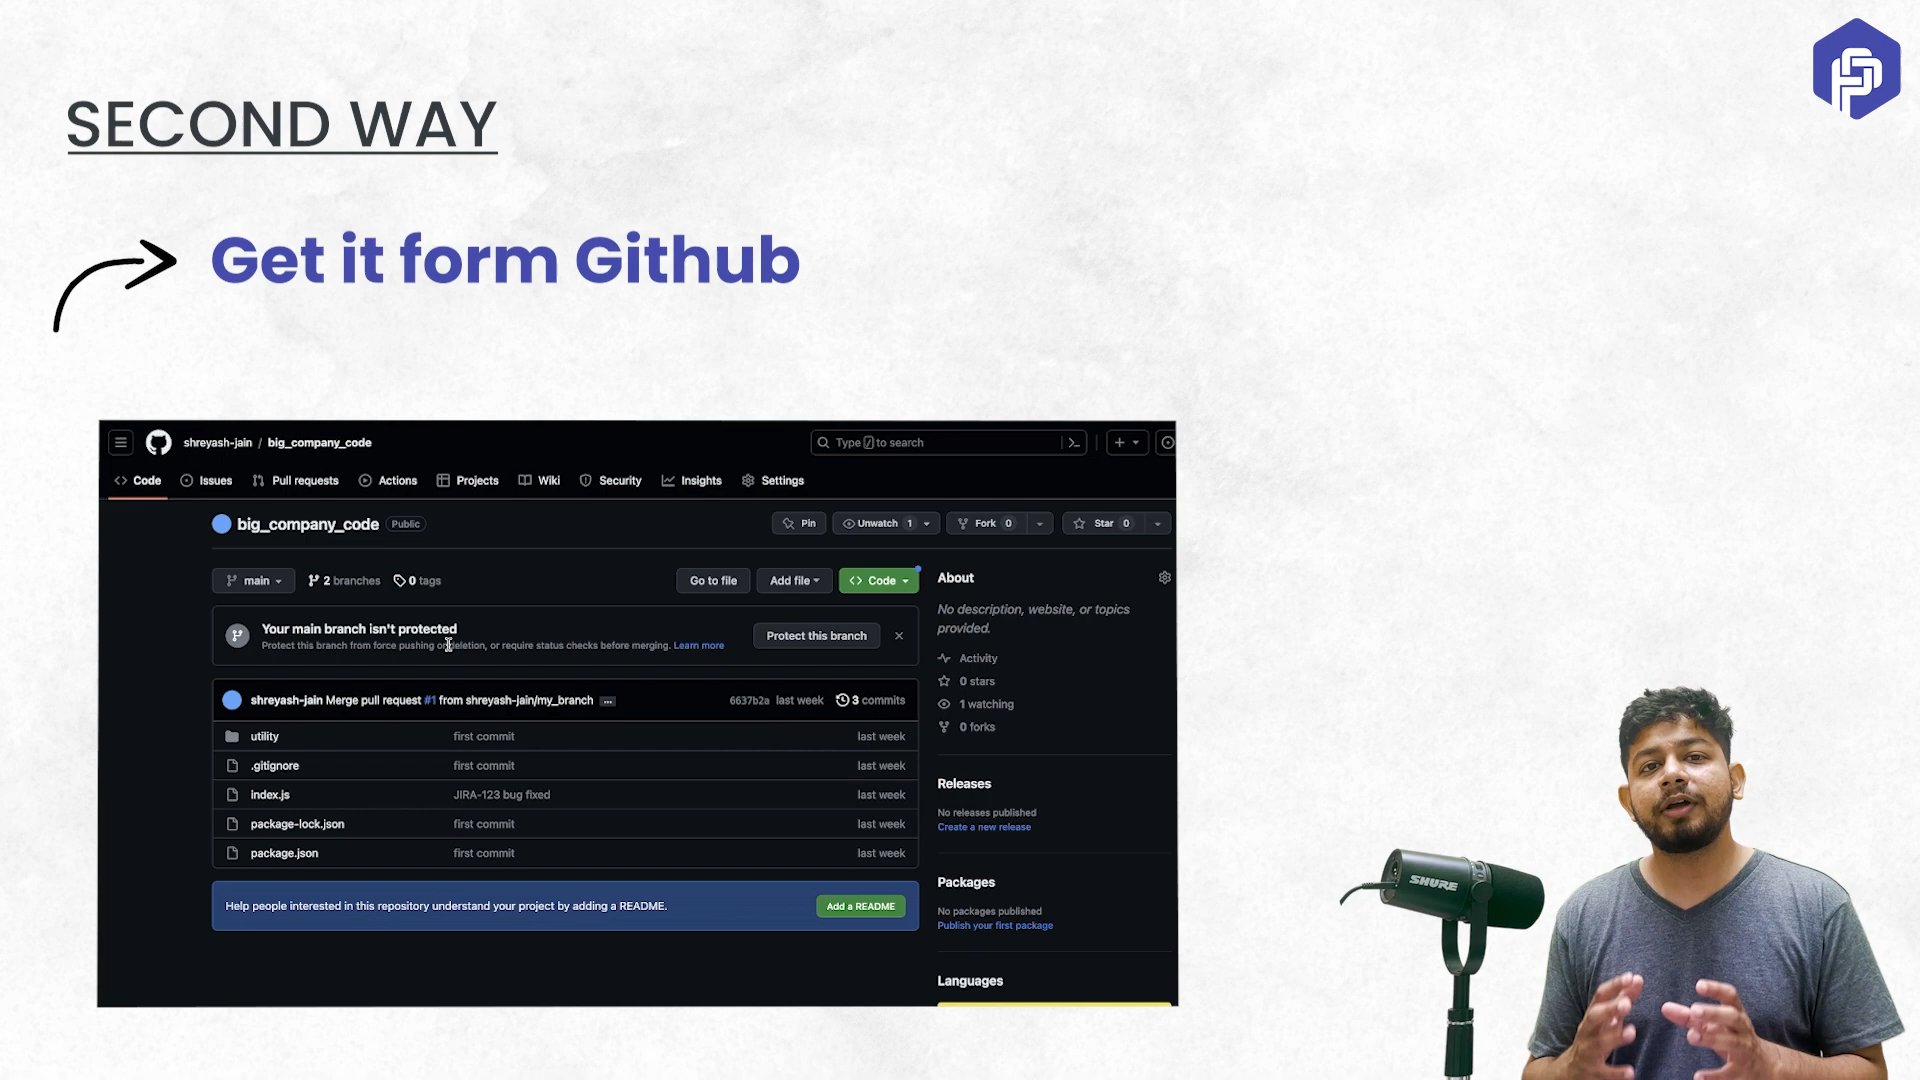 SECOND WAY
Get it form Github
shreyash-jain / big_company_code
Type / to search
Code
Issues
Pull requests
Actions
Projects
Wiki
Security
Insights
Settings
big_company_code Public
Pin
Unwatch 1
Fork 0
Star 0
main
2 branches
0 tags
Go to file
Add file
Code
Your main branch isn't protected
Protect this branch from force pushing or deletion, or require status checks before merging. Learn more
Protect this branch
shreyash-jain Merge pull request #1 from shreyash-jain/my_branch ...
6637b2a last week
3 commits
utility first commit last week
.gitignore first commit last week
index.js JIRA-123 bug fixed last week
package-lock.json first commit last week
package.json first commit last week
Help people interested in this repository understand your project by adding a README.
Add a README
About
No description, website, or topics
provided.
Activity
0 stars
1 watching
0 forks
Releases
No releases published
Create a new release
Packages
No packages published
Publish your first package
Languages
SHURE